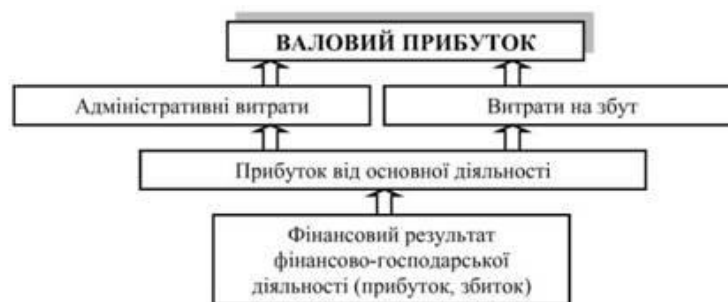 ВАЛОВИЙ ПРИБУТОК
Адміністративні витрати
Витрати на збут
Прибуток від основної діяльності
Фінансовий результат
фінансово-господарської
діяльності (прибуток, збиток)